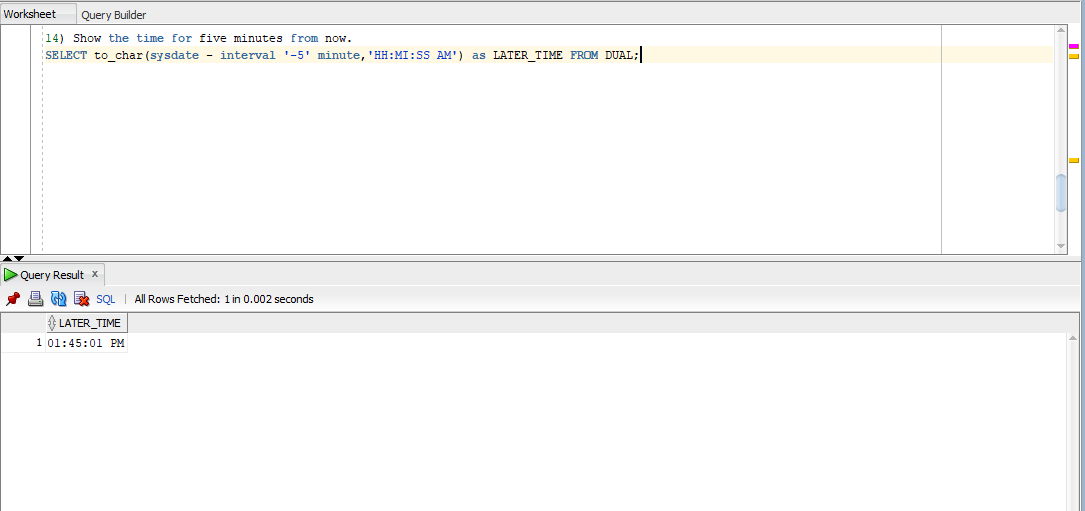 Worksheet Query Builder
14) Show the time for five minutes from now.
SELECT to_char(sysdate - interval '-5' minute,'HH:MI:SS AM') as LATER_TIME FROM DUAL;
Query Result x
SQL | All Rows Fetched: 1 in 0.002 seconds
LATER_TIME
1 01:45:01 PM